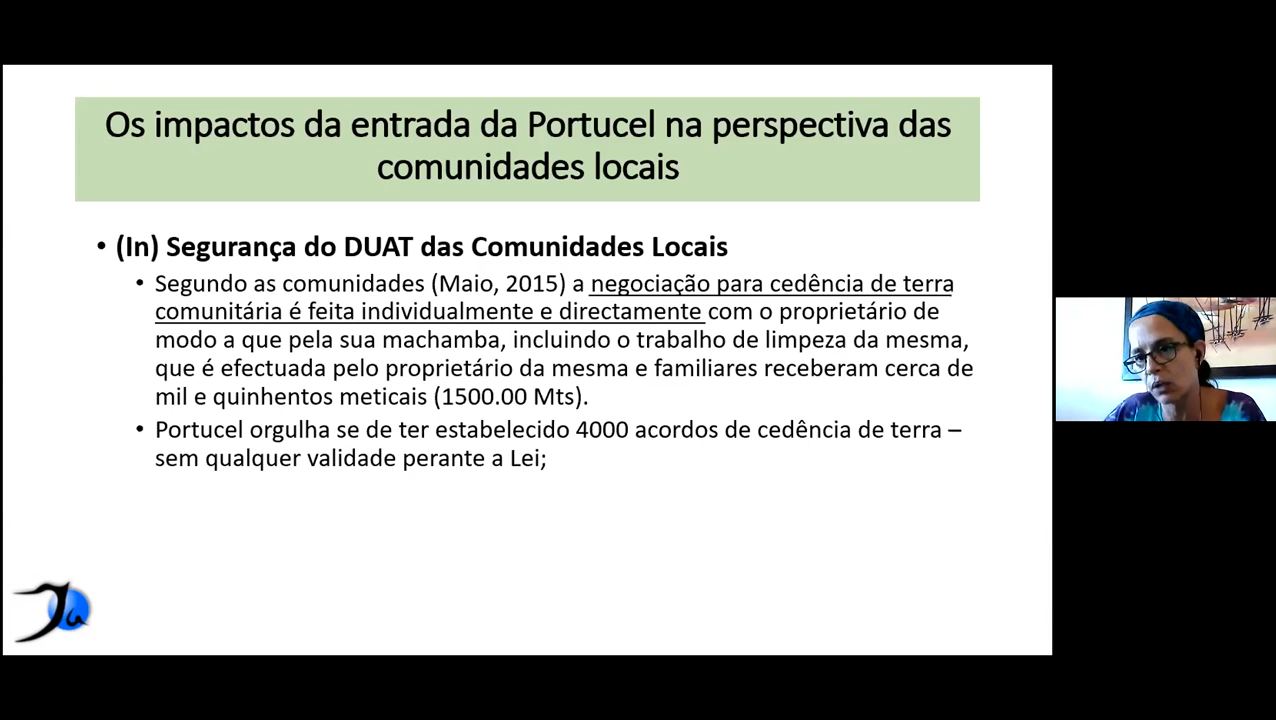 Os impactos da entrada da Portucel na perspectiva das
comunidades locais
• (In) Segurança do DUAT das Comunidades Locais
• Segundo as comunidades (Maio, 2015) a negociação para cedência de terra
comunitária é feita individualmente e directamente com o proprietário de
modo a que pela sua machamba, incluindo o trabalho de limpeza da mesma,
que é efectuada pelo proprietário da mesma e familiares receberam cerca de
mil e quinhentos meticais (1500.00 Mts).
• Portucel orgulha se de ter estabelecido 4000 acordos de cedência de terra –
sem qualquer validade perante a Lei;